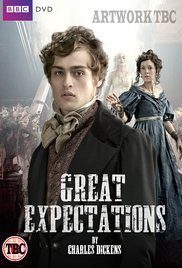 BBC DVD
ARTWORK TBC
GREAT
EXPECTATIONS
BY
CHARLES DICKENS
TBC